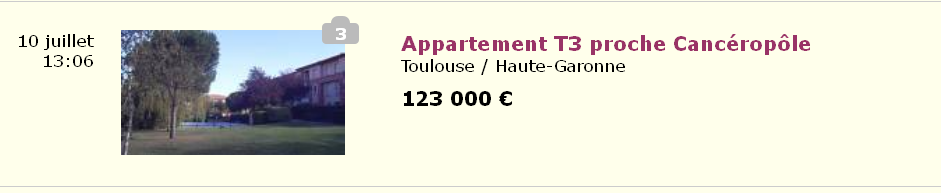 10 juillet
13:06
3
Appartement T3 proche Cancéropôle
Toulouse / Haute-Garonne
123 000 €